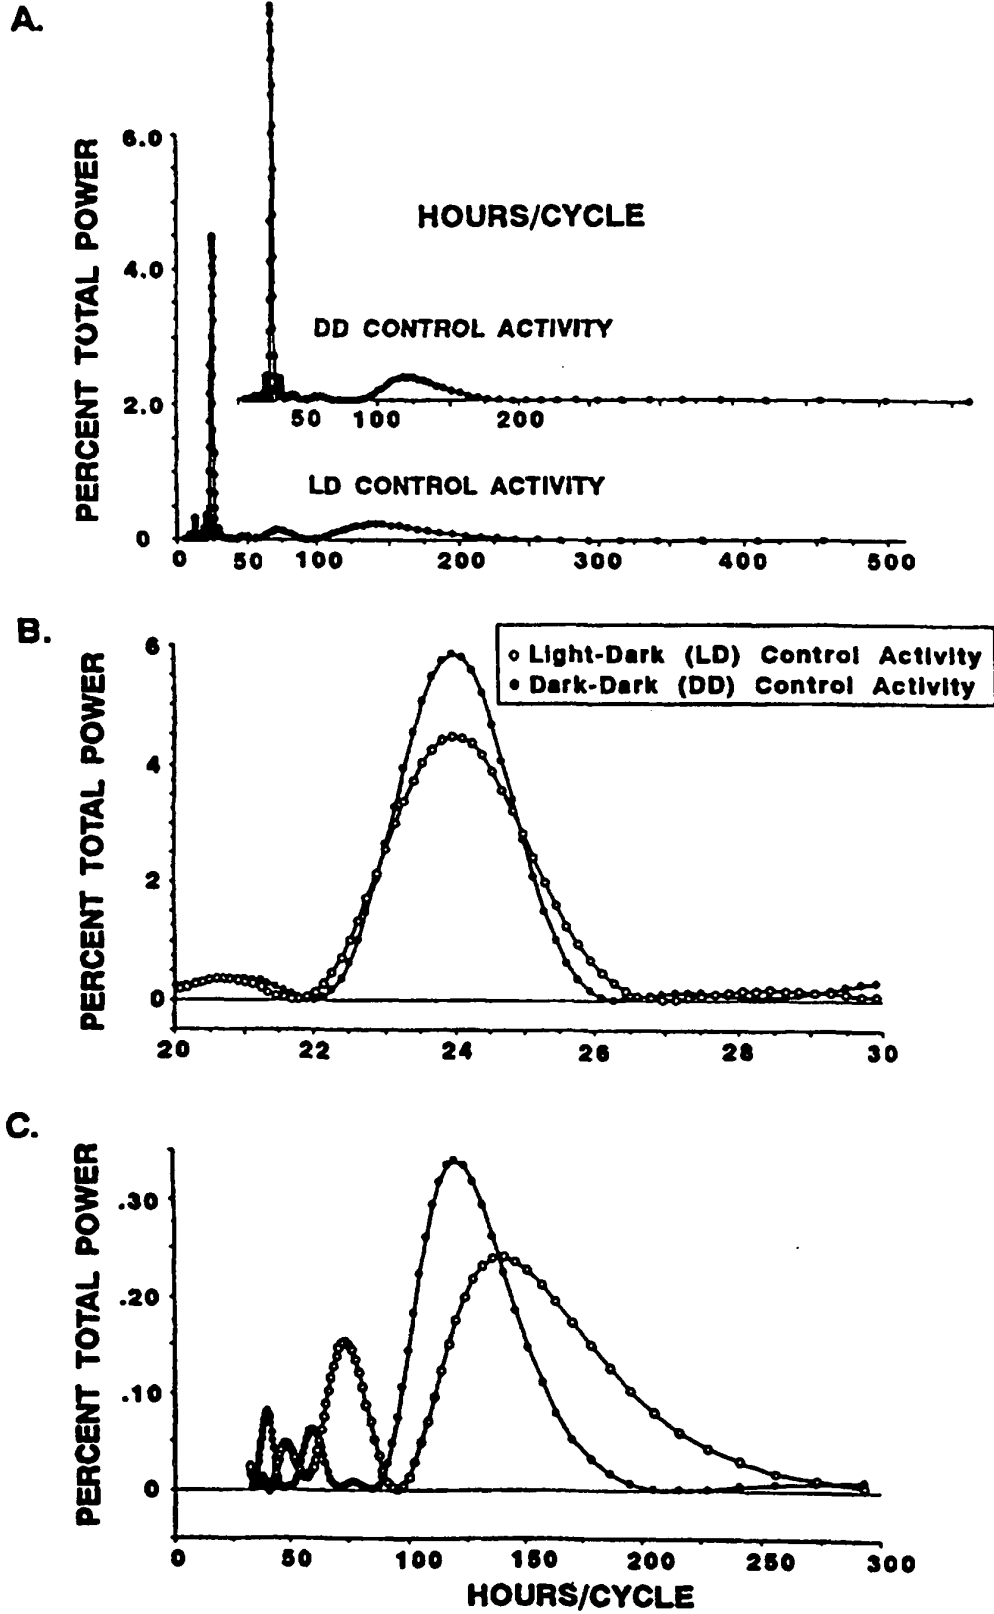 A.
PERCENT TOTAL POWER
6.0
4.0
2.0
0
HOURS/CYCLE
DD CONTROL ACTIVITY
50 100 200
LD CONTROL ACTIVITY
0 50 100 200 300 400 500
B.
PERCENT TOTAL POWER
6
4
2
0
o Light-Dark (LD) Control Activity
• Dark-Dark (DD) Control Activity
20 22 24 26 28 30
C.
PERCENT TOTAL POWER
.30
.20
.10
0
0 50 100 150 200 250 300
HOURS/CYCLE